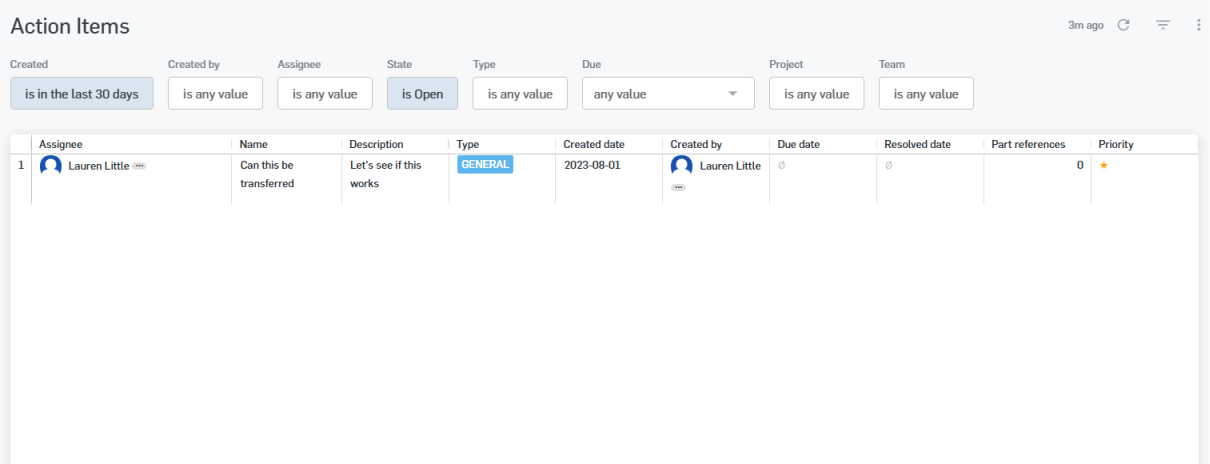 Action Items
3m ago
Created Created by Assignee State Type Due Project Team
is in the last 30 days is any value is any value is Open is any value any value is any value is any value
Assignee Name Description Type Created date Created by Due date Resolved date Part references Priority
1 Lauren Little Can this be Let's see if this GENERAL 2023-08-01 Lauren Little Ø Ø 0 ★
transferred works